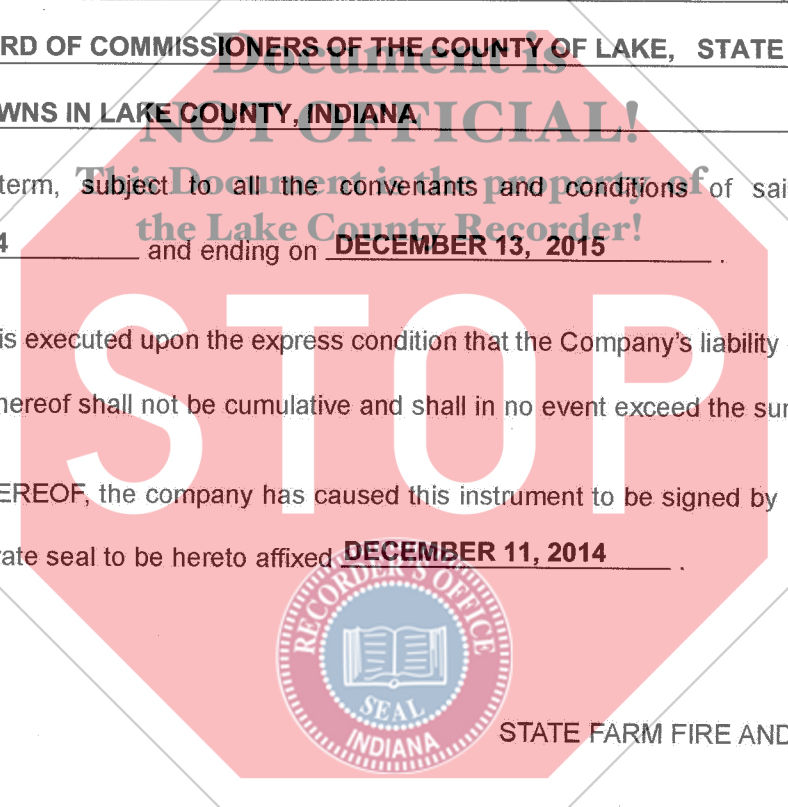 RD OF COMMISSIONERS OF THE COUNTY OF LAKE, STATE
Document is
WNS IN LAKE COUNTY, INDIANA
NOT OFFICIAL!
term, subject to all the convenants and conditions of sai
This Document is the property of
the Lake County Recorder!
4 and ending on DECEMBER 13, 2015 .
STOP
is executed upon the express condition that the Company's liability
hereof shall not be cumulative and shall in no event exceed the sur
EREOF, the company has caused this instrument to be signed by
rate seal to be hereto affixed DECEMBER 11, 2014 .
RECORDER'S OFFICE
SEAL
INDIANA
STATE FARM FIRE AND